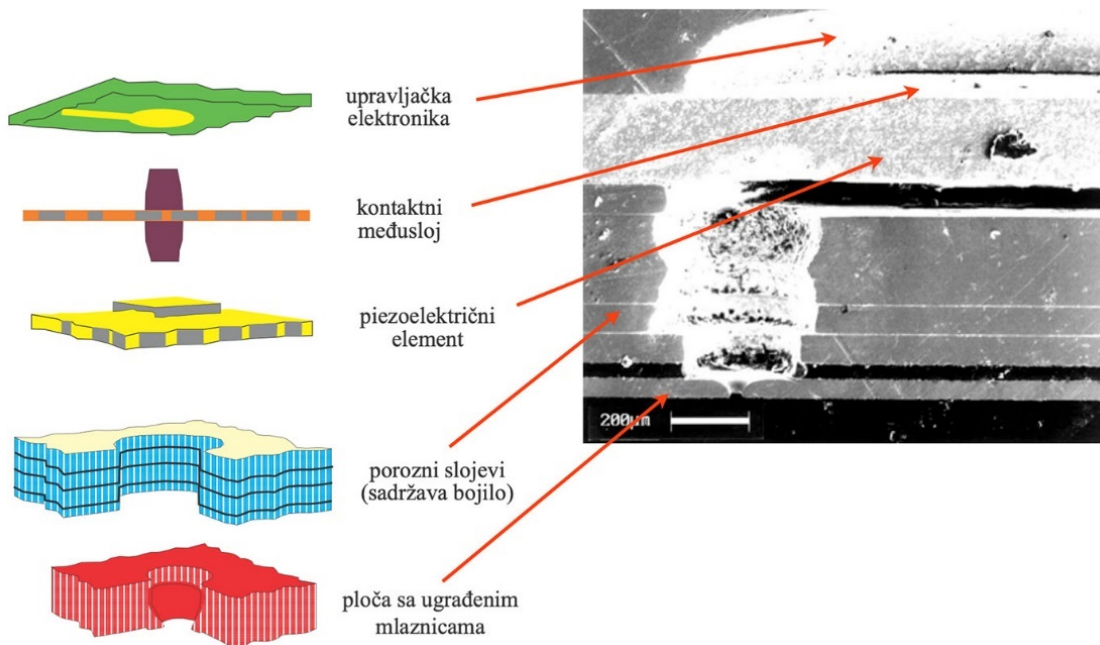 upravljačka
elektronika
kontaktni
međusloj
piezoelektrični
element
porozni slojevi
(sadržava bojilo)
ploča sa ugrađenim
mlaznicama
200µm